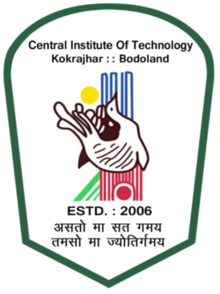 Central Institute Of Technology
Kokrajhar : : Bodoland
ESTD. : 2006
असतो मा सत गमय
तमसो मा ज्योतिर्गमय